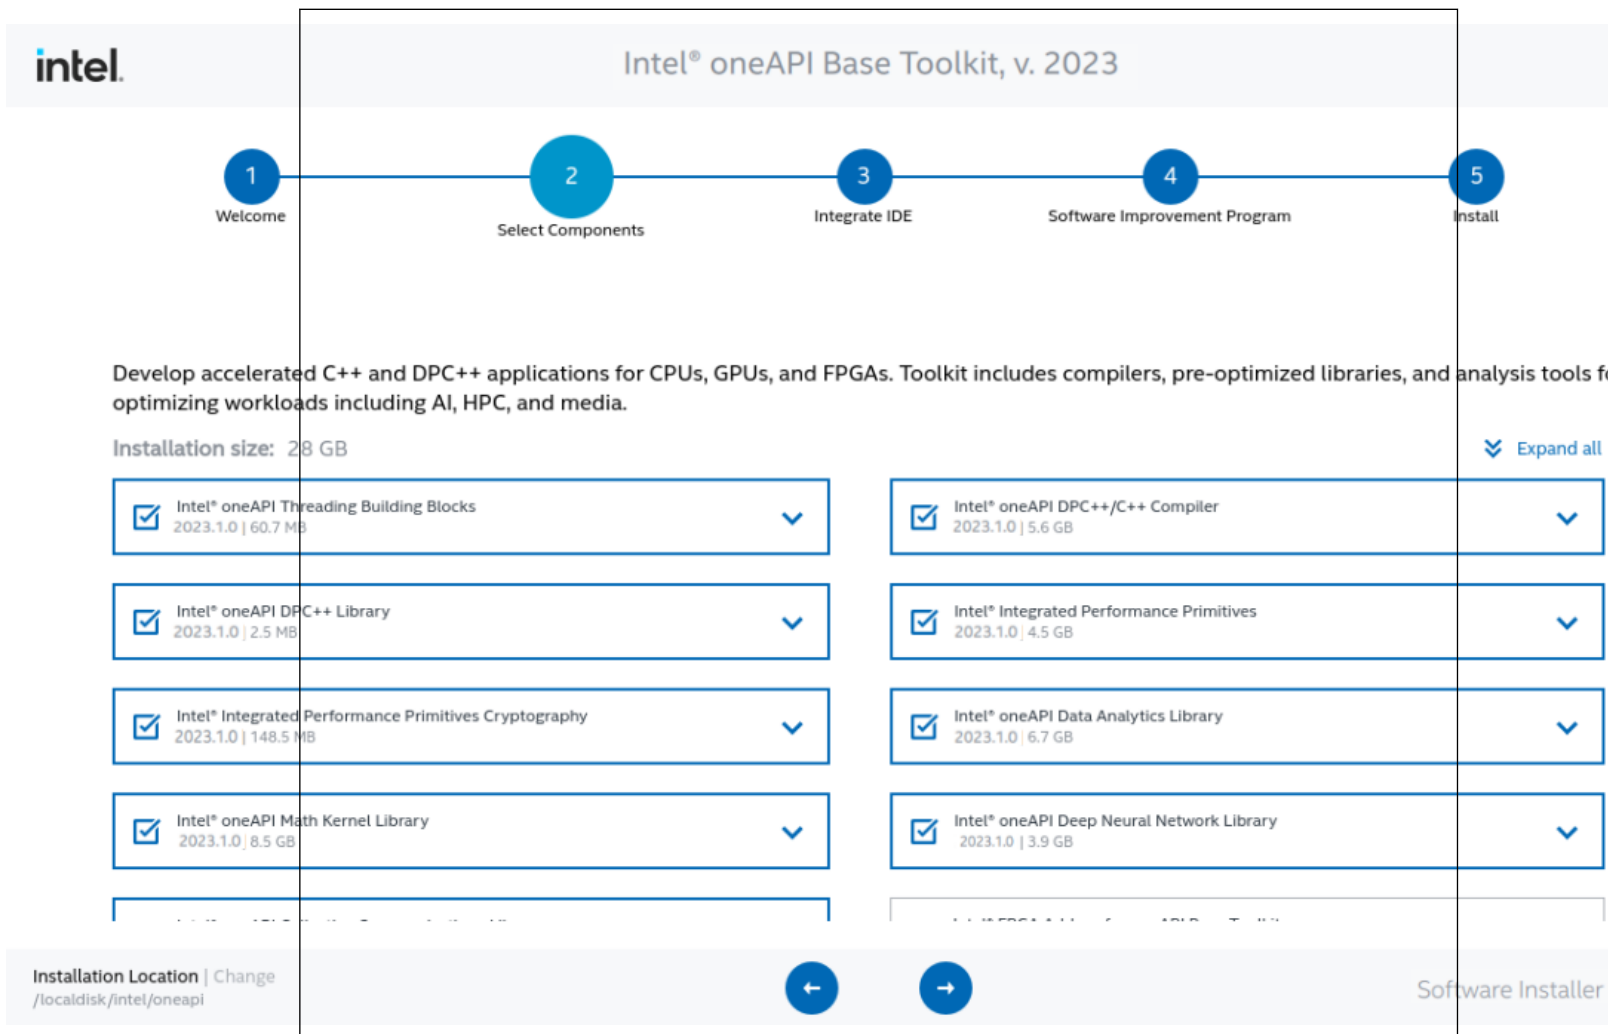 intel.
Intel® oneAPI Base Toolkit, v. 2023
1
2
3
4
5
Welcome
Select Components
Integrate IDE
Software Improvement Program
Install
Develop accelerated C++ and DPC++ applications for CPUs, GPUs, and FPGAs. Toolkit includes compilers, pre-optimized libraries, and analysis tools
optimizing workloads including AI, HPC, and media.
Installation size: 28 GB
Expand all
Intel® oneAPI Threading Building Blocks
2023.1.0 | 60.7 MB
Intel® oneAPI DPC++/C++ Compiler
2023.1.0 | 5.6 GB
Intel® oneAPI DPC++ Library
2023.1.0 | 2.5 MB
Intel® Integrated Performance Primitives
2023.1.0 | 4.5 GB
Intel® Integrated Performance Primitives Cryptography
2023.1.0 | 148.5 MB
Intel® oneAPI Data Analytics Library
2023.1.0 | 6.7 GB
Intel® oneAPI Math Kernel Library
2023.1.0 | 8.5 GB
Intel® oneAPI Deep Neural Network Library
2023.1.0 | 3.9 GB
Installation Location | Change
/localdisk/intel/oneapi
Software Installer